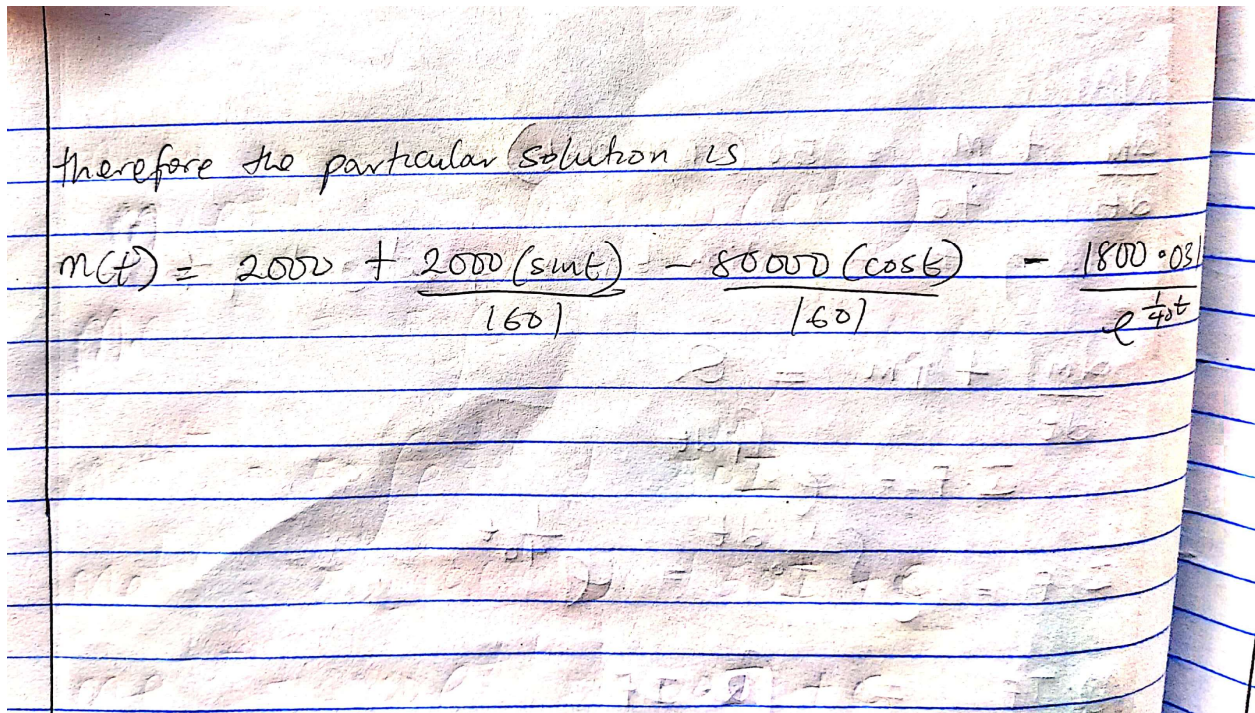 therefore the particular solution is
m(t) = 2000 + 2000 (sint) / 1601 - 80000 (cost) / 1601 - 1800.031 / e^{1/40 t}